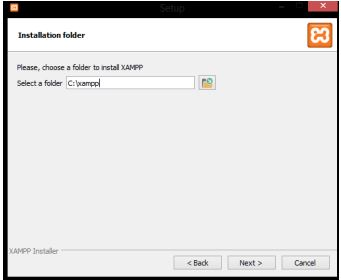 Setup
Installation folder
Please, choose a folder to install XAMPP
Select a folder C:\xampp
XAMPP Installer
< Back Next > Cancel